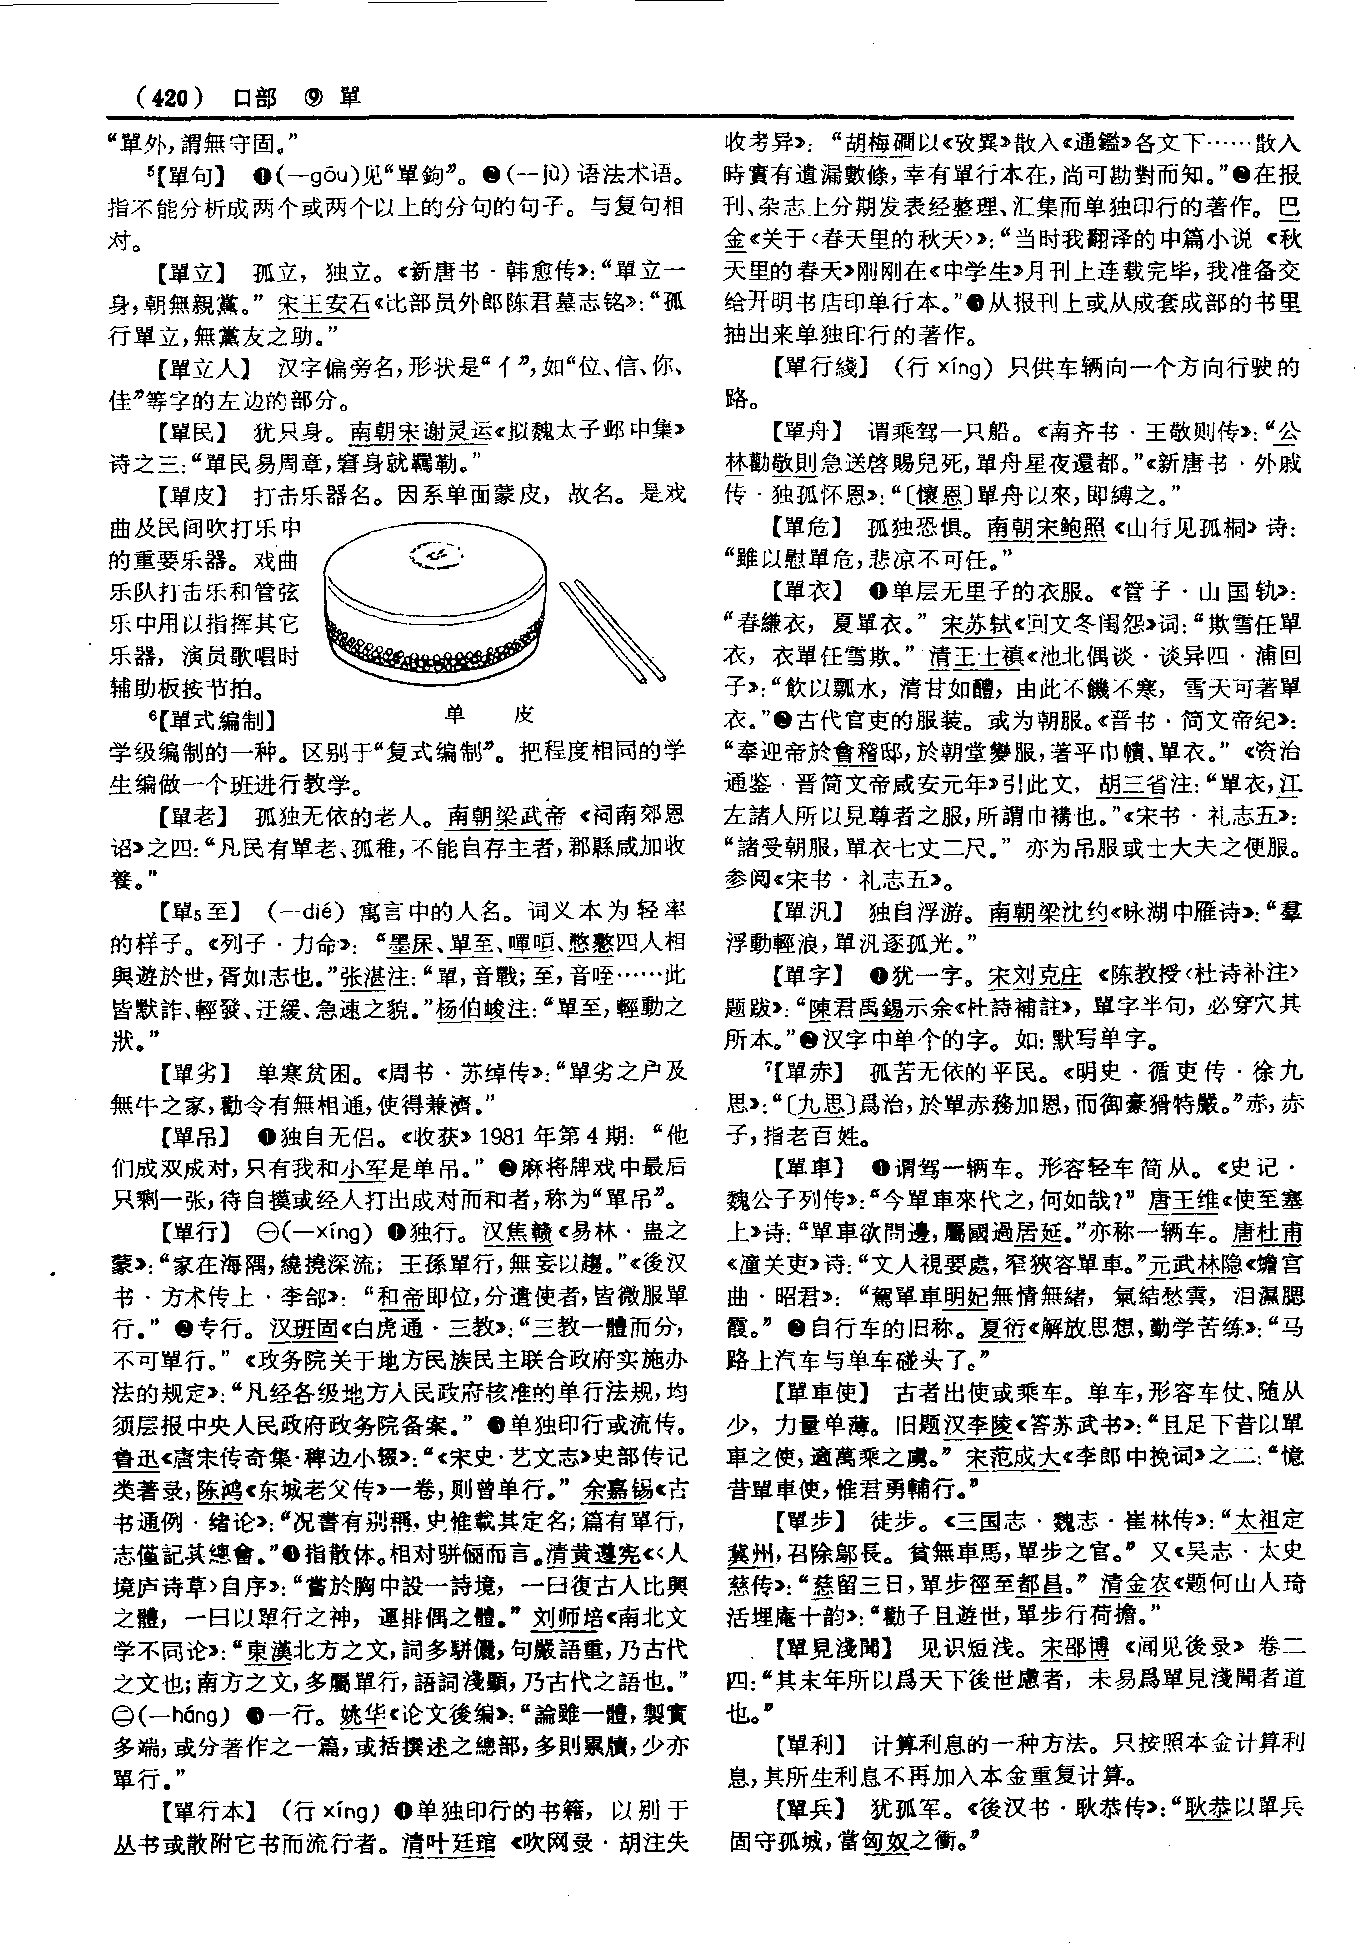 (420) 口部 ⑨ 單
“單外，謂無守固。”
⁵【單句】 ❶(—gōu)见“單鉤”。❷(—jù)语法术语。
指不能分析成两个或两个以上的分句的句子。与复句相
对。
【單立】 孤立，独立。《新唐书·韩愈传》：“單立一
身，朝無親黨。” 宋王安石《比部员外郎陈君墓志铭》：“孤
行單立，無黨友之助。”
【單立人】 汉字偏旁名，形状是“亻”，如“位、信、你、
佳”等字的左边的部分。
【單民】 犹只身。南朝宋谢灵运《拟魏太子邺中集》
诗之三：“單民易周章，窘身就羈勒。”
【單皮】 打击乐器名。因系单面蒙皮，故名。是戏
曲及民间吹打乐中
的重要乐器。戏曲
乐队打击乐和管弦
乐中用以指挥其它
乐器，演员歌唱时
辅助板按节拍。
单 皮
⁶【單式编制】
学级编制的一种。区别于“复式编制”。把程度相同的学
生编做一个班进行教学。
【單老】 孤独无依的老人。南朝梁武帝《祠南郊恩
诏》之四：“凡民有單老、孤稚，不能自存主者，郡縣咸加收
養。”
【單₅至】 (—dié) 寓言中的人名。词义本为轻率
的样子。《列子·力命》：“墨杘、單至、嘽咺、憋懯四人相
與遊於世，胥如志也。”张湛注：“單，音戰；至，音咥……此
皆默詐、輕發、迂緩、急速之貌。”杨伯峻注：“單至，輕動之
狀。”
【單劣】 单寒贫困。《周书·苏绰传》：“單劣之户及
無牛之家，勸令有無相通，使得兼濟。”
【單吊】 ❶独自无侣。《收获》1981年第4期：“他
们成双成对，只有我和小军是单吊。” ❷麻将牌戏中最后
只剩一张，待自摸或经人打出成对而和者，称为“單吊”。
【單行】 ㊀(—xíng) ❶独行。汉焦赣《易林·蛊之
蒙》：“家在海隅，繞撓深流；王孫單行，無妄以趨。”《後汉
书·方术传上·李郃》：“和帝即位，分遣使者，皆微服單
行。” ❷专行。汉班固《白虎通·三教》：“三教一體而分，
不可單行。” 《政务院关于地方民族民主联合政府实施办
法的规定》：“凡经各级地方人民政府核准的单行法规，均
须层报中央人民政府政务院备案。” ❸单独印行或流传。
鲁迅《唐宋传奇集·稗边小缀》：“《宋史·艺文志》史部传记
类著录，陈鸿《东城老父传》一卷，则曾单行。” 余嘉锡《古
书通例·绪论》：“况書有别稱，史惟載其定名；篇有單行，
志僅記其總會。”❹指散体。相对骈俪而言。清黄遵宪《〈人
境庐诗草〉自序》：“嘗於胸中設一詩境，一曰復古人比興
之體，一曰以單行之神，運排偶之體。” 刘师培《南北文
学不同论》：“東漢北方之文，詞多駢儷，句嚴語重，乃古代
之文也；南方之文，多屬單行，語詞淺顯，乃古代之語也。”
㊁(—háng) ❶一行。姚华《论文後编》：“論雖一體，製實
多端，或分著作之一篇，或括撰述之總部，多則累牘，少亦
單行。”
【單行本】 (行 xíng) ❶单独印行的书籍，以别于
丛书或散附它书而流行者。清叶廷琯《吹网录·胡注失
收考异》：“胡梅磵以《攷異》散入《通鑑》各文下……散入
時實有遺漏數條，幸有單行本在，尚可勘對而知。”❷在报
刊、杂志上分期发表经整理、汇集而单独印行的著作。巴
金《关于〈春天里的秋天〉》：“当时我翻译的中篇小说《秋
天里的春天》刚刚在《中学生》月刊上连载完毕，我准备交
给开明书店印单行本。”❸从报刊上或从成套成部的书里
抽出来单独印行的著作。
【單行綫】 (行 xíng) 只供车辆向一个方向行驶的
路。
【單舟】 谓乘驾一只船。《南齐书·王敬则传》：“公
林勸敬則急送啓賜兒死，單舟星夜還都。”《新唐书·外戚
传·独孤怀恩》：“〔懷恩〕單舟以來，即縛之。”
【單危】 孤独恐惧。南朝宋鲍照《山行见孤桐》诗：
“雖以慰單危，悲凉不可任。”
【單衣】 ❶单层无里子的衣服。《管子·山国轨》：
“春縑衣，夏單衣。” 宋苏轼《回文冬闺怨》词：“欺雪任單
衣，衣單任雪欺。” 清王士禛《池北偶谈·谈异四·浦回
子》：“飲以瓢水，清甘如醴，由此不饑不寒，雪天可著單
衣。”❷古代官吏的服装。或为朝服。《晋书·简文帝纪》：
“奉迎帝於會稽邸，於朝堂變服，著平巾幘、單衣。” 《资治
通鉴·晋简文帝咸安元年》引此文，胡三省注：“單衣，江
左諸人所以見尊者之服，所謂巾褠也。”《宋书·礼志五》：
“諸受朝服，單衣七丈二尺。” 亦为吊服或士大夫之便服。
参阅《宋书·礼志五》。
【單汎】 独自浮游。南朝梁沈约《咏湖中雁诗》：“羣
浮動輕浪，單汎逐孤光。”
【單字】 ❶犹一字。宋刘克庄《陈教授〈杜诗补注〉
题跋》：“陳君禹錫示余《杜詩補註》，單字半句，必穿穴其
所本。”❷汉字中单个的字。如：默写单字。
⁷【單赤】 孤苦无依的平民。《明史·循吏传·徐九
思》：“〔九思〕爲治，於單赤務加恩，而御豪猾特嚴。”赤，赤
子，指老百姓。
【單車】 ❶谓驾一辆车。形容轻车简从。《史记·
魏公子列传》：“今單車來代之，何如哉？” 唐王维《使至塞
上》诗：“單車欲問邊，屬國過居延。”亦称一辆车。唐杜甫
《潼关吏》诗：“丈人視要處，窄狹容單車。”元武林隐《蟾宫
曲·昭君》：“駕單車明妃無情無緒，氣結愁雲，泪濕腮
霞。” ❷自行车的旧称。夏衍《解放思想，勤学苦练》：“马
路上汽车与单车碰头了。”
【單車使】 古者出使或乘车。单车，形容车仗、随从
少，力量单薄。旧题汉李陵《答苏武书》：“且足下昔以單
車之使，適萬乘之虜。” 宋范成大《李郎中挽词》之二：“憶
昔單車使，惟君勇輔行。”
【單步】 徒步。《三国志·魏志·崔林传》：“太祖定
冀州，召除鄔長。貧無車馬，單步之官。” 又《吴志·太史
慈传》：“慈留三日，單步徑至都昌。” 清金农《题何山人琦
活埋庵十韵》：“勸子且遊世，單步行荷擔。”
【單見淺聞】 见识短浅。宋邵博《闻见後录》卷二
四：“其末年所以爲天下後世慮者，未易爲單見淺聞者道
也。”
【單利】 计算利息的一种方法。只按照本金计算利
息，其所生利息不再加入本金重复计算。
【單兵】 犹孤军。《後汉书·耿恭传》：“耿恭以單兵
固守孤城，當匈奴之衝。”